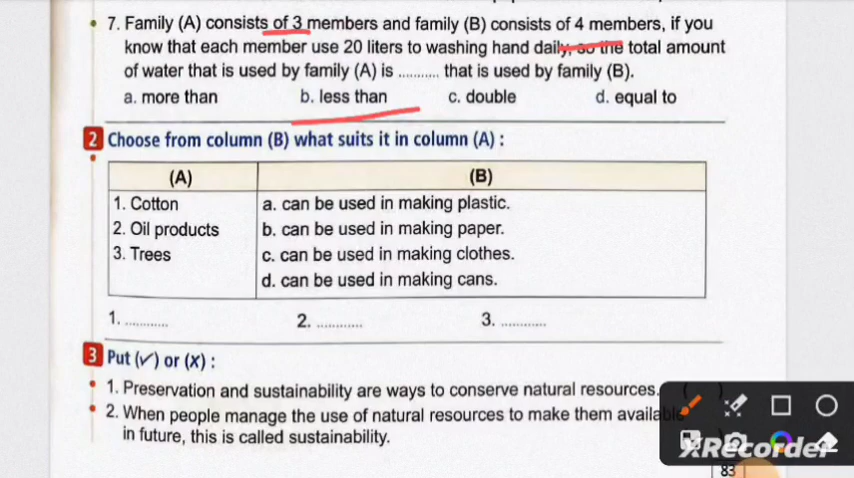 7. Family (A) consists of 3 members and family (B) consists of 4 members, if you
know that each member use 20 liters to washing hand daily, so the total amount
of water that is used by family (A) is ........... that is used by family (B).
a. more than b. less than c. double d. equal to
2 Choose from column (B) what suits it in column (A) :
(A) (B)
1. Cotton a. can be used in making plastic.
2. Oil products b. can be used in making paper.
3. Trees c. can be used in making clothes.
d. can be used in making cans.
1. ............ 2. ............ 3. ............
3 Put (✓) or (x) :
1. Preservation and sustainability are ways to conserve natural resources. ( )
2. When people manage the use of natural resources to make them available
in future, this is called sustainability.
XRecorder
83